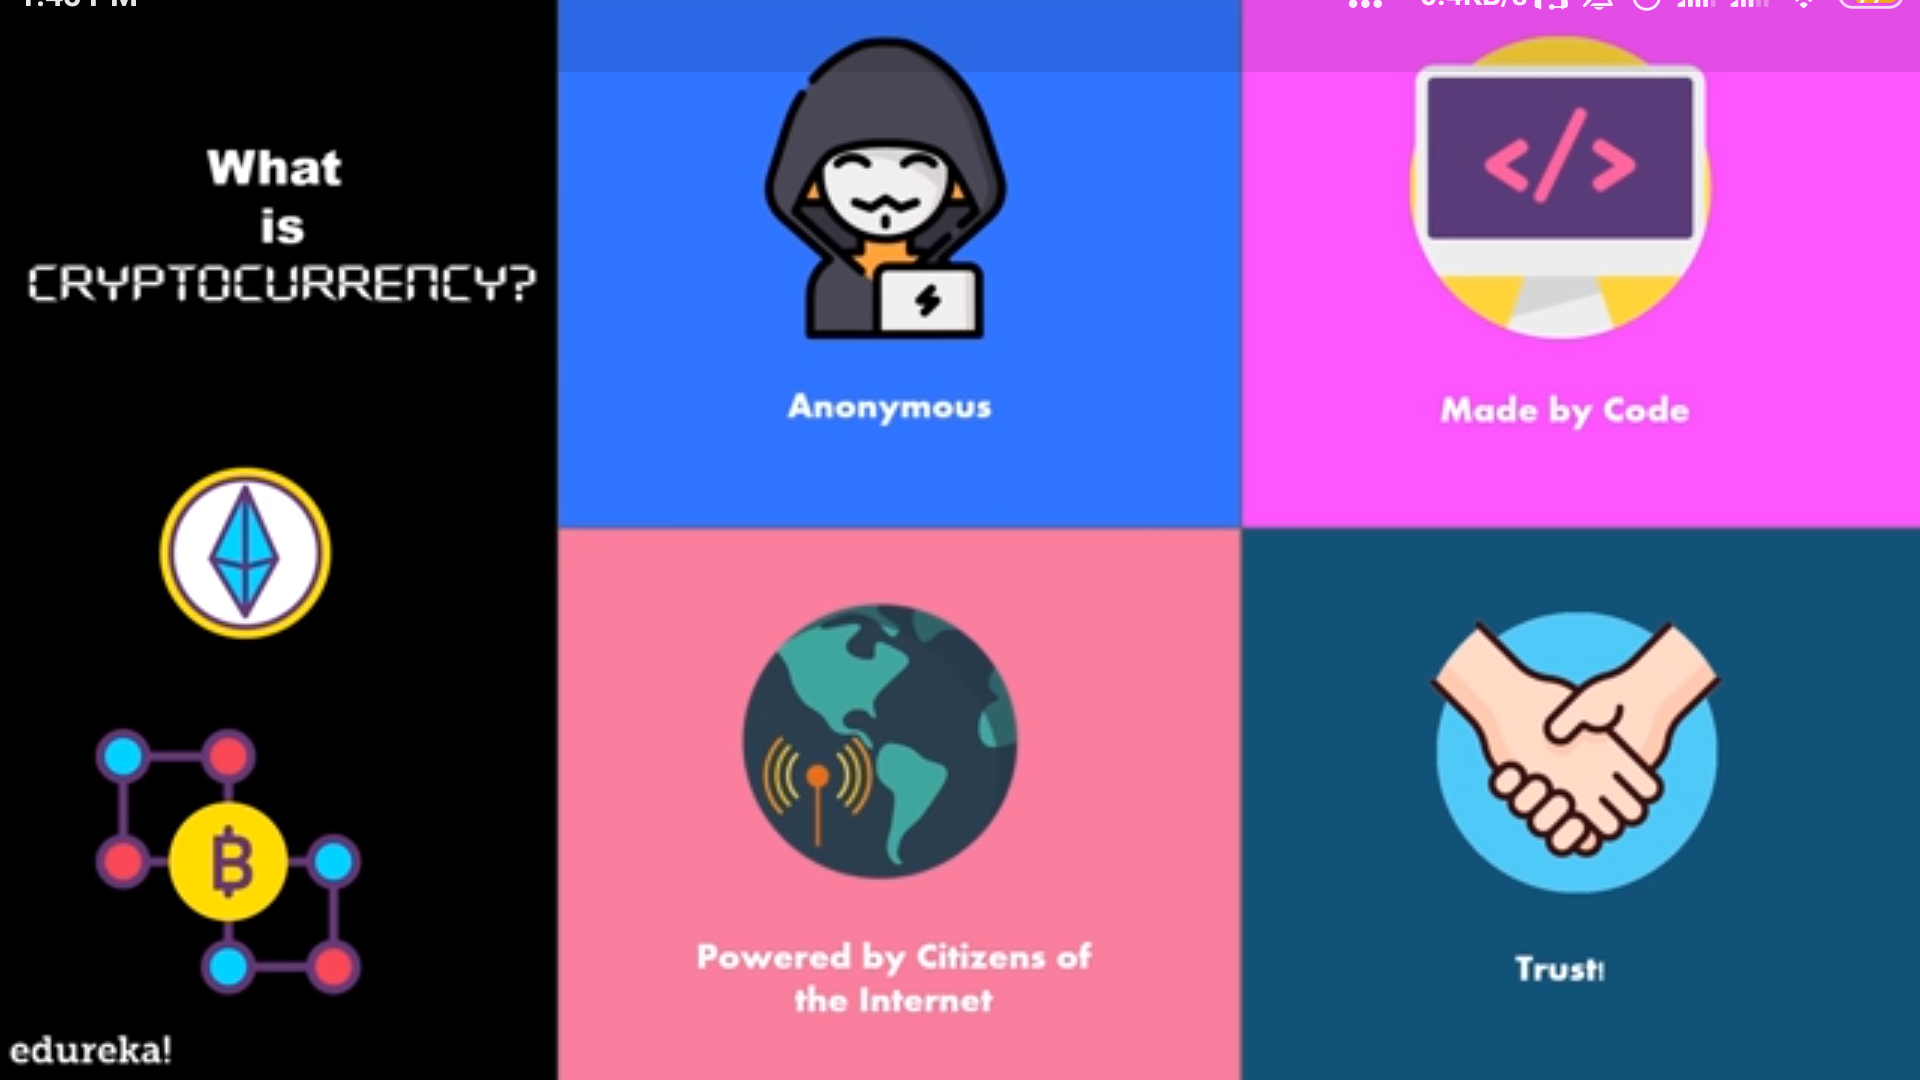 What
is
CRYPTOCURRENCY?
Anonymous
Made by Code
Powered by Citizens of
the Internet
Trust
edureka!